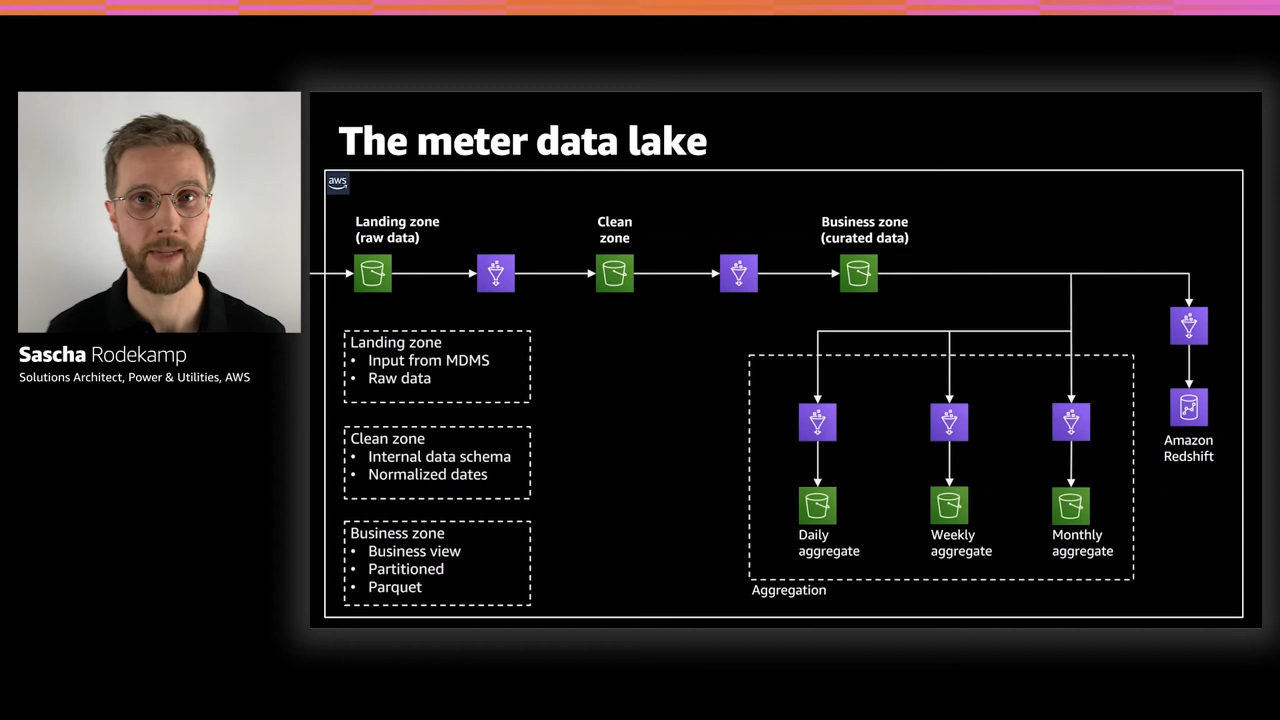 The meter data lake
aws
Landing zone
(raw data)
Clean
zone
Business zone
(curated data)
Landing zone
• Input from MDMS
• Raw data
Clean zone
• Internal data schema
• Normalized dates
Business zone
• Business view
• Partitioned
• Parquet
Daily
aggregate
Weekly
aggregate
Monthly
aggregate
Aggregation
Amazon
Redshift
Sascha Rodekamp
Solutions Architect, Power & Utilities, AWS